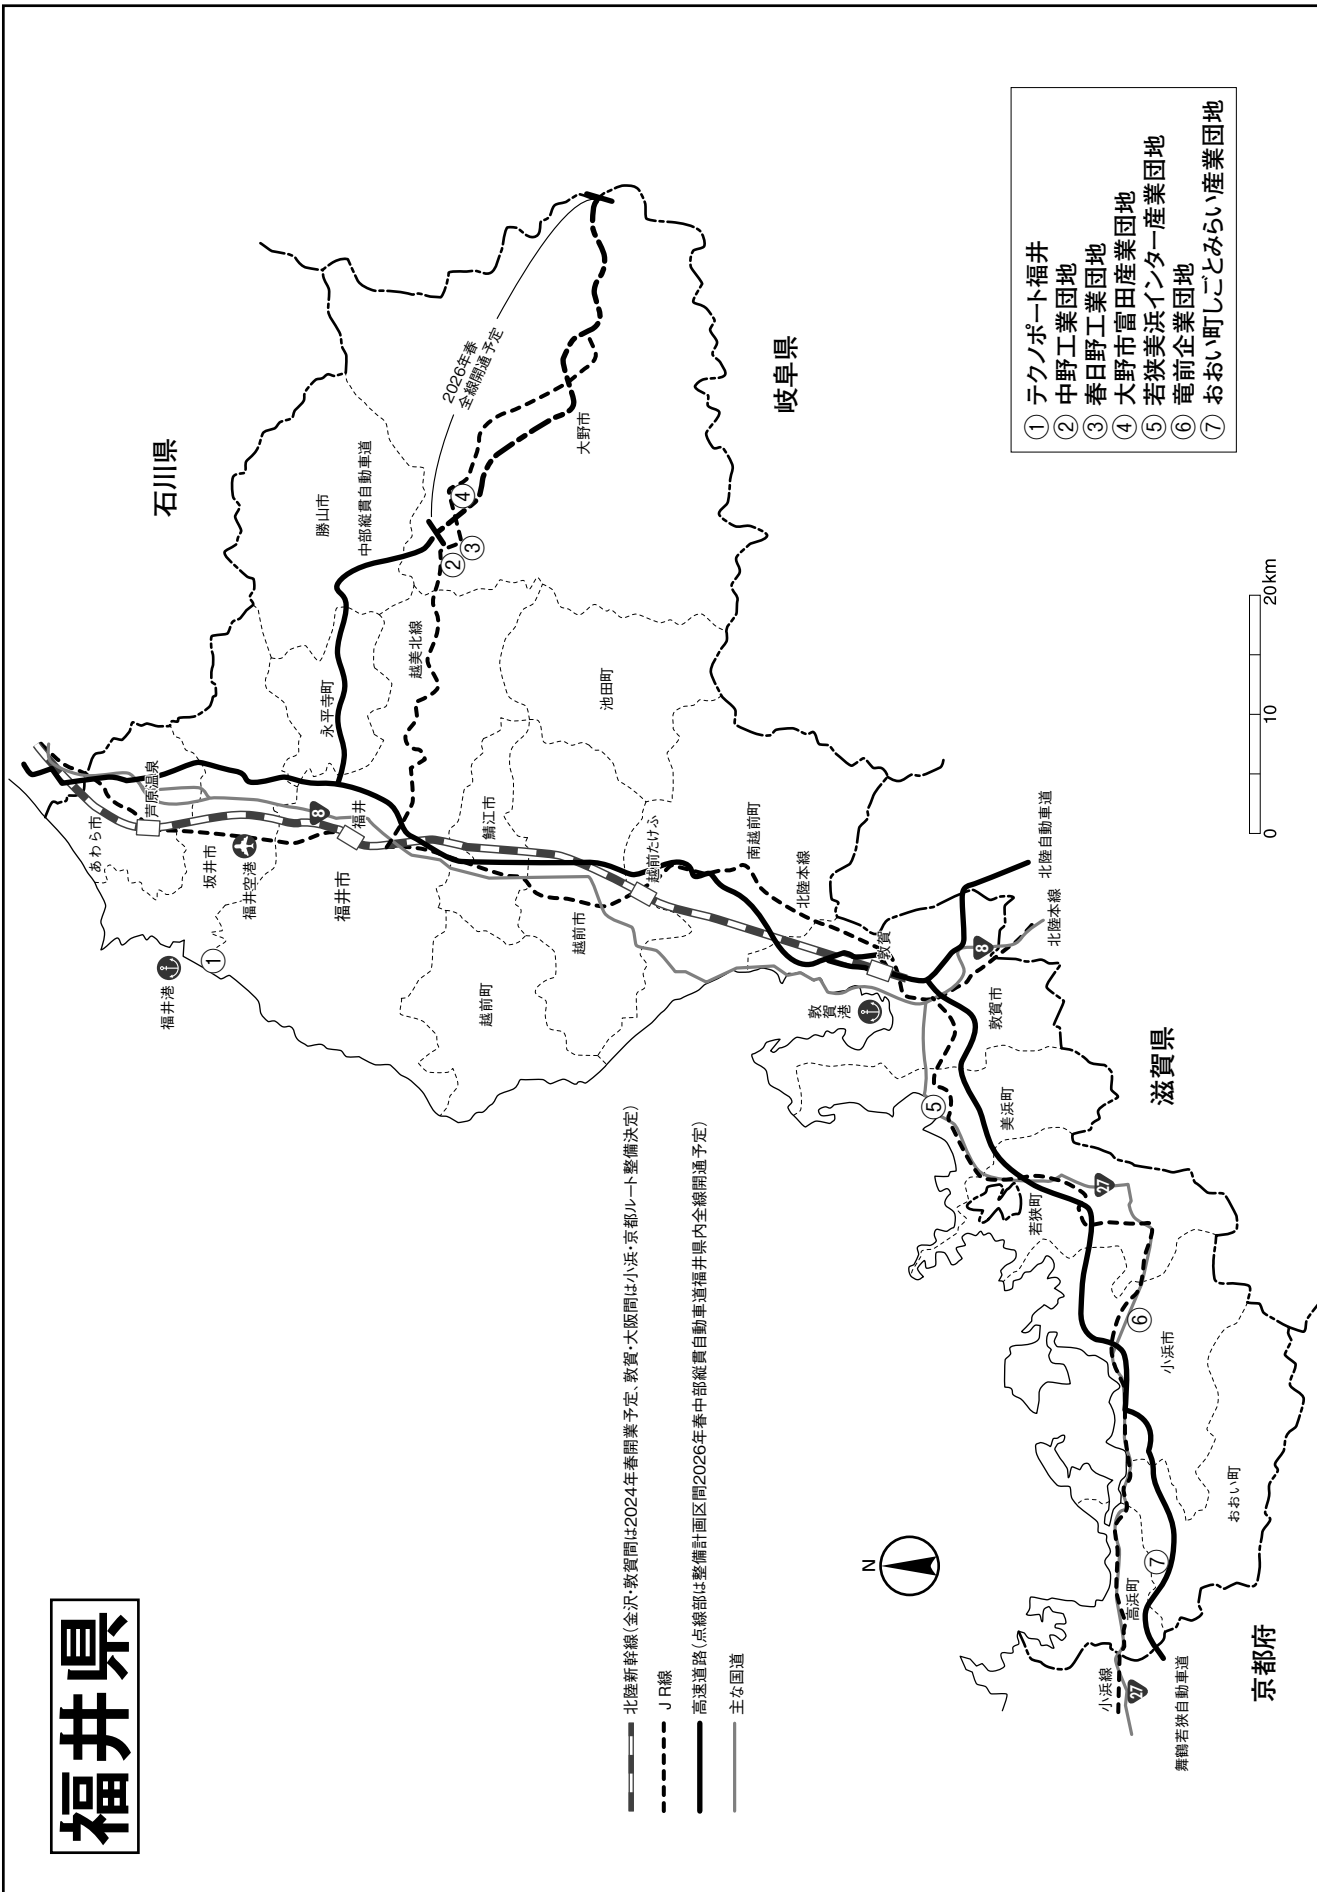 福井県
石川県
岐阜県
滋賀県
京都府
2026年春
全線開通予定
勝山市
中部縦貫自動車道
大野市
越美北線
永平寺町
池田町
芦原温泉
あわら市
坂井市
福井空港
福井
福井市
8
鯖江市
越前たけふ
南越前町
北陸本線
越前市
越前町
福井港
敦賀
敦賀港
敦賀市
8
北陸自動車道
北陸本線
美浜町
若狭町
27
小浜市
おおい町
高浜町
小浜線
27
舞鶴若狭自動車道
①
②
③
④
⑤
⑥
⑦
北陸新幹線(金沢・敦賀間は2024年春開業予定、敦賀・大阪間は小浜・京都ルート整備決定)
ＪＲ線
高速道路(点線部は整備計画区間2026年春中部縦貫自動車道福井県内全線開通予定)
主な国道
N
0 10 20km
① テクノポート福井
② 中野工業団地
③ 春日野工業団地
④ 大野市富田産業団地
⑤ 若狭美浜インター産業団地
⑥ 竜前企業団地
⑦ おおい町しごとみらい産業団地